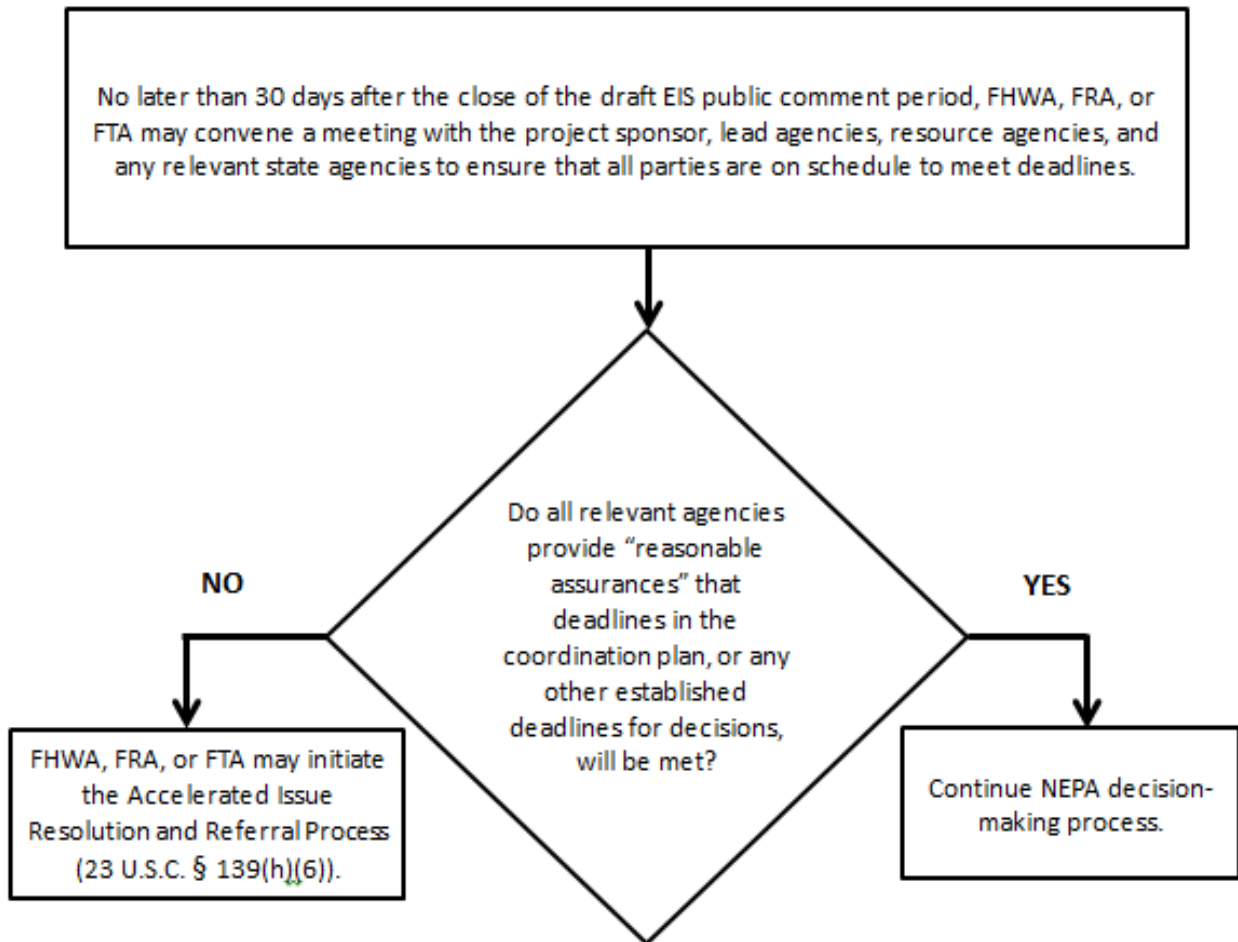 No later than 30 days after the close of the draft EIS public comment period, FHWA, FRA, or
FTA may convene a meeting with the project sponsor, lead agencies, resource agencies, and
any relevant state agencies to ensure that all parties are on schedule to meet deadlines.
Do all relevant agencies
provide “reasonable
assurances” that
deadlines in the
coordination plan, or any
other established
deadlines for decisions,
will be met?
NO
YES
FHWA, FRA, or FTA may initiate
the Accelerated Issue
Resolution and Referral Process
(23 U.S.C. § 139(h)(6)).
Continue NEPA decision-
making process.